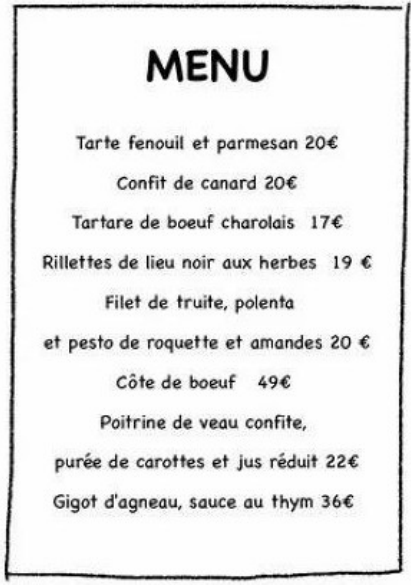 MENU
Tarte fenouil et parmesan 20€
Confit de canard 20€
Tartare de boeuf charolais 17€
Rillettes de lieu noir aux herbes 19 €
Filet de truite, polenta
et pesto de roquette et amandes 20 €
Côte de boeuf 49€
Poitrine de veau confite,
purée de carottes et jus réduit 22€
Gigot d'agneau, sauce au thym 36€